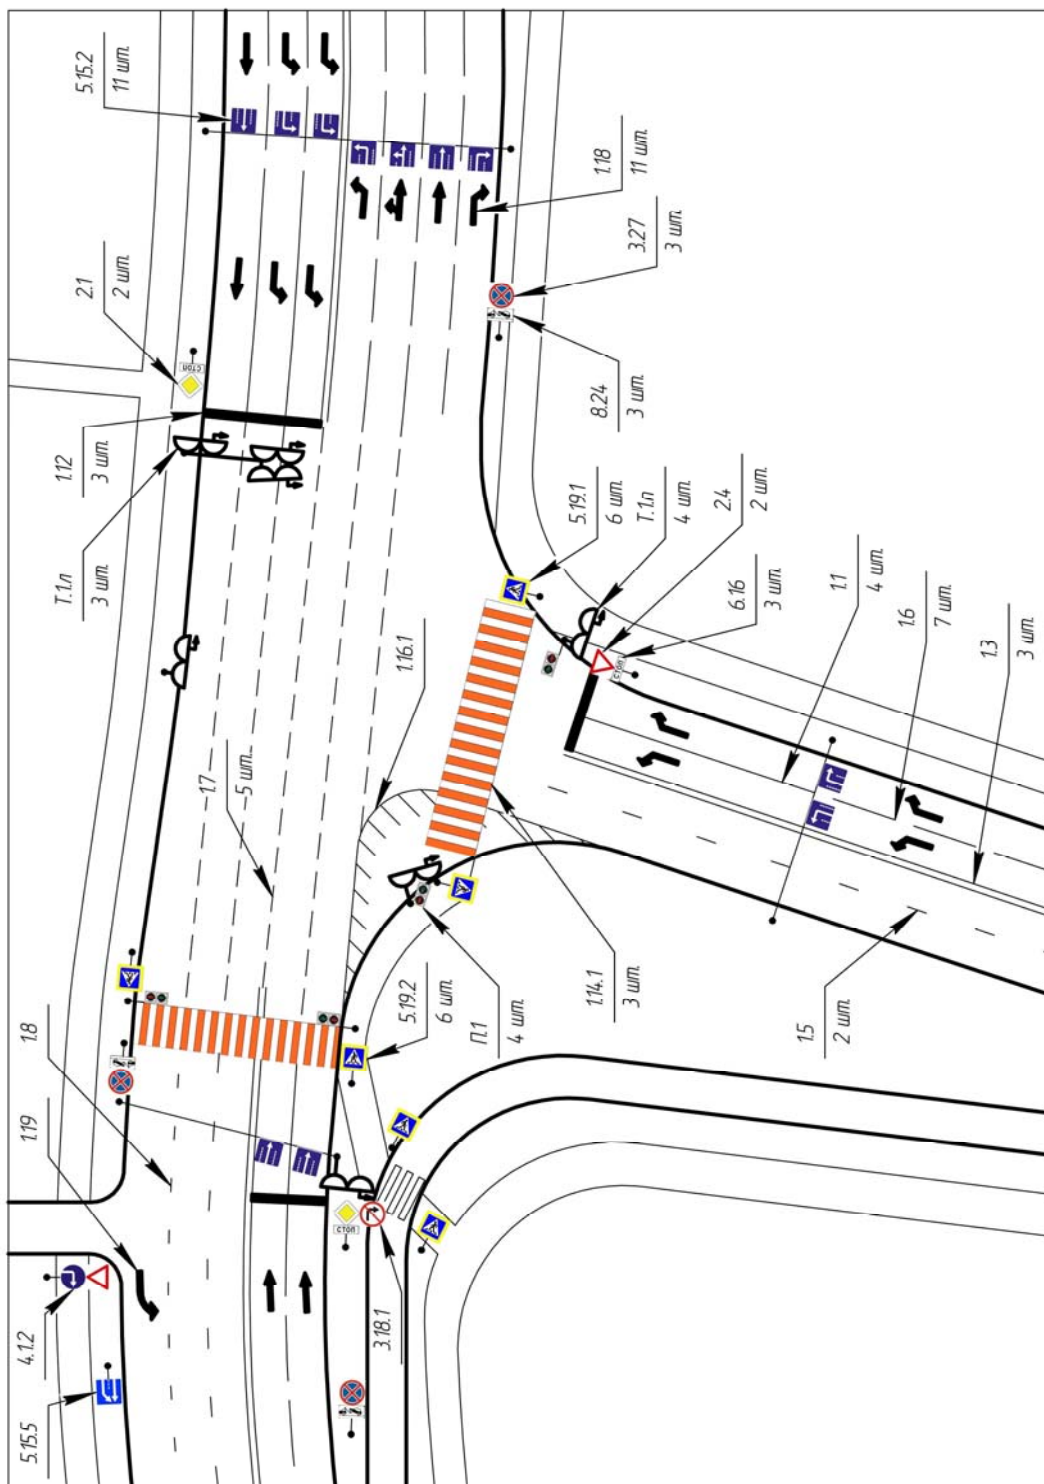 5.15.2
11 шт.
2.1
2 шт.
1.12
3 шт.
Т.1.л
3 шт.
1.18
11 шт.
3.27
3 шт.
8.24
3 шт.
5.19.1
6 шт.
Т.1.п
4 шт.
2.4
2 шт.
6.16
3 шт.
1.1
4 шт.
1.6
7 шт.
1.3
3 шт.
1.16.1
1.7
5 шт.
1.8
1.19
4.1.2
5.15.5
5.19.2
6 шт.
П.1
4 шт.
1.14.1
3 шт.
1.5
2 шт.
3.18.1
СТОП
СТОП
СТОП